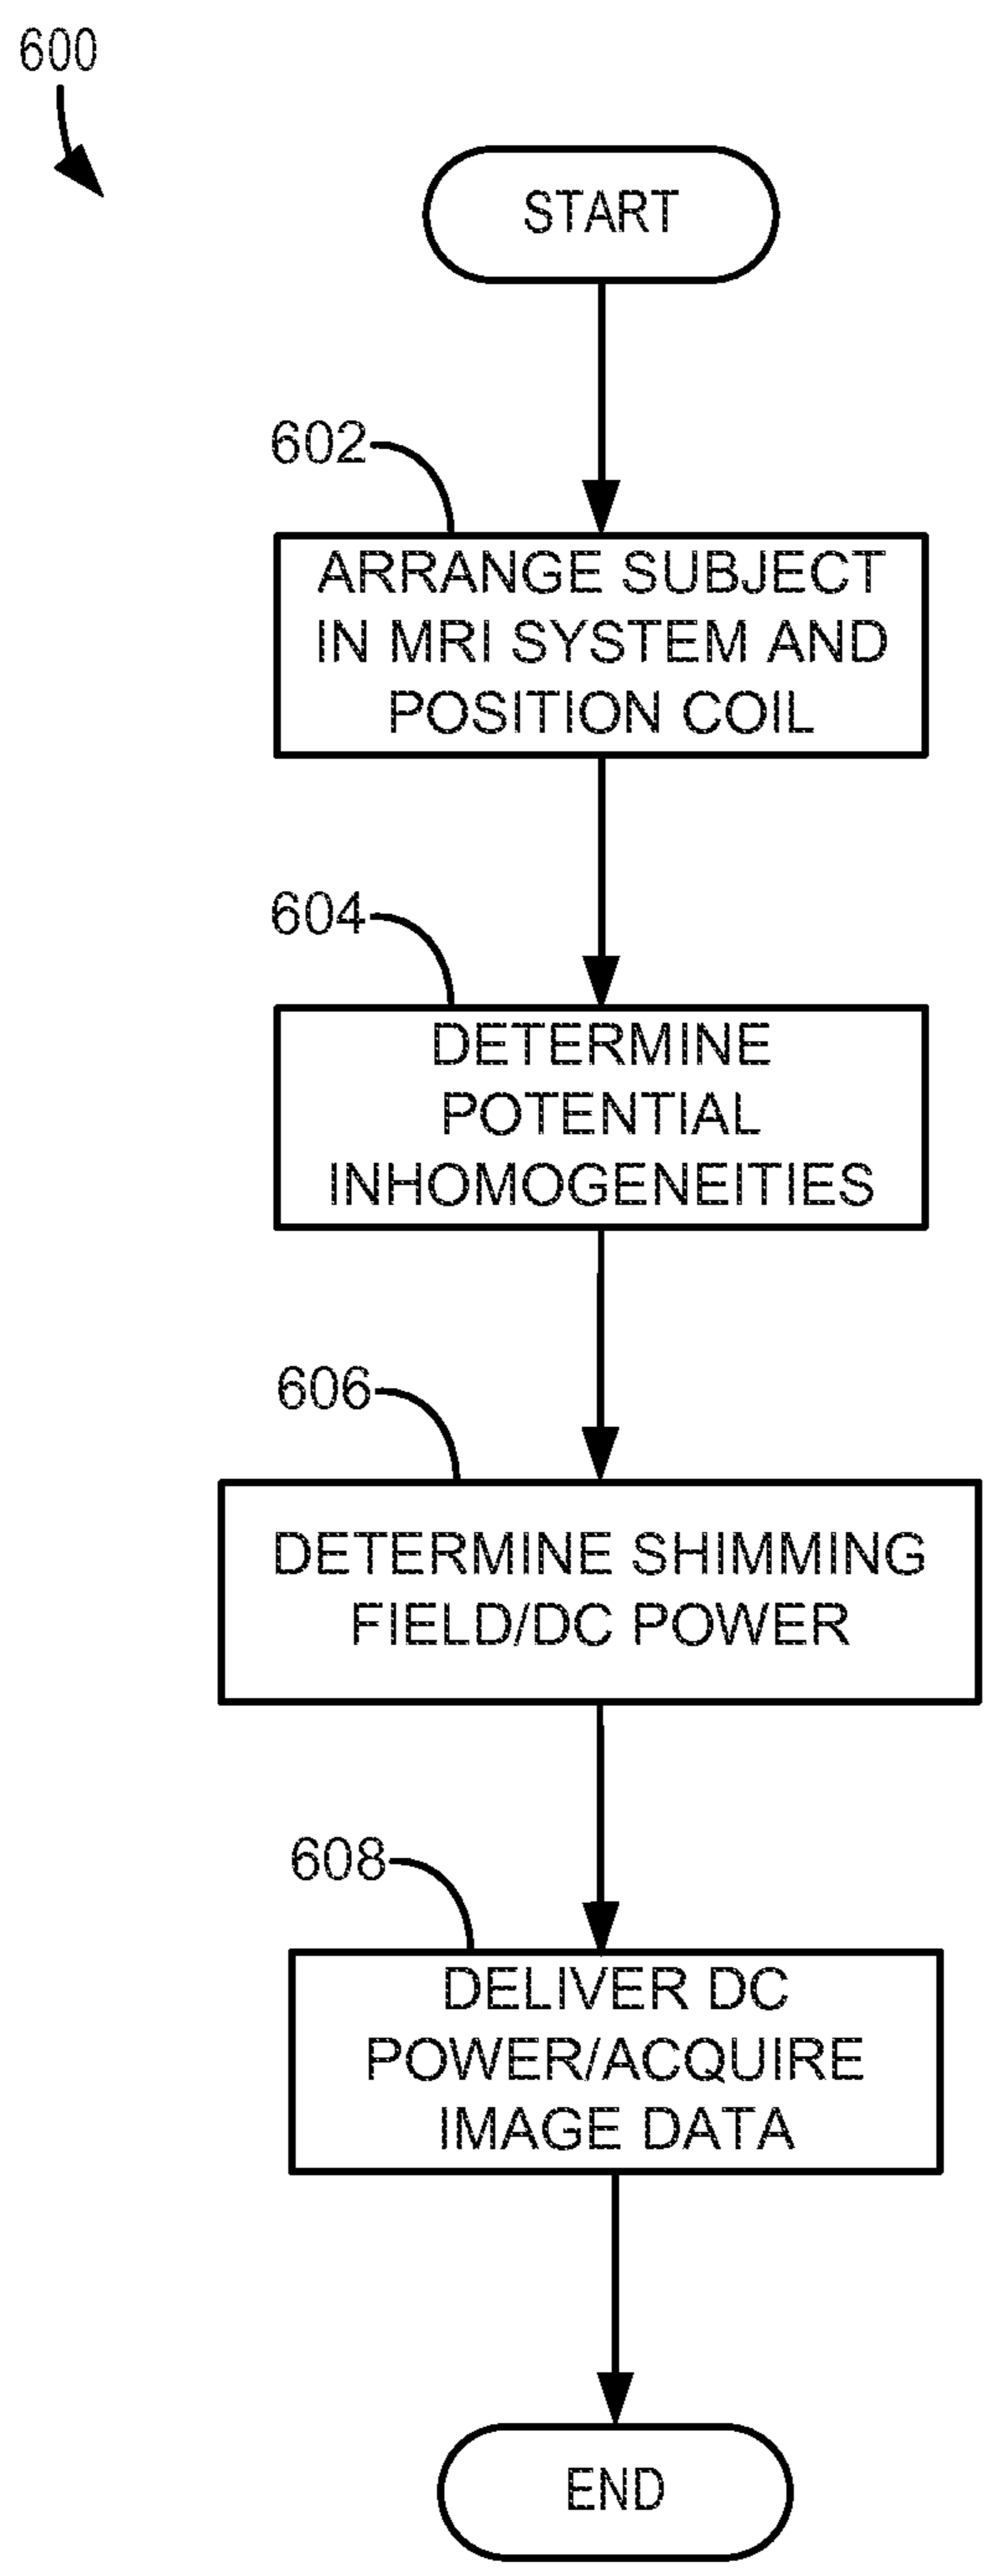 600
START
602
ARRANGE SUBJECT
IN MRI SYSTEM AND
POSITION COIL
604
DETERMINE
POTENTIAL
INHOMOGENEITIES
606
DETERMINE SHIMMING
FIELD/DC POWER
608
DELIVER DC
POWER/ACQUIRE
IMAGE DATA
END